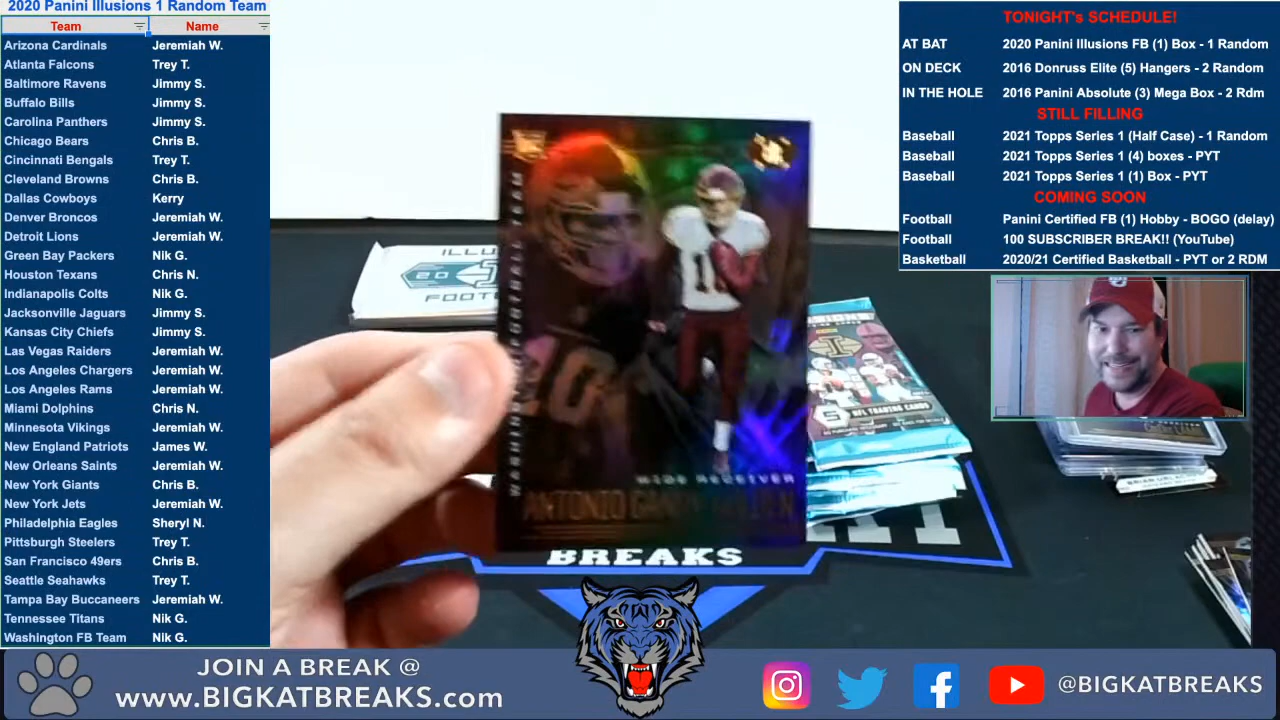 2020 Panini Illusions 1 Random Team
Team Name
Arizona Cardinals Jeremiah W.
Atlanta Falcons Trey T.
Baltimore Ravens Jimmy S.
Buffalo Bills Jimmy S.
Carolina Panthers Jimmy S.
Chicago Bears Chris B.
Cincinnati Bengals Trey T.
Cleveland Browns Chris B.
Dallas Cowboys Kerry
Denver Broncos Jeremiah W.
Detroit Lions Jeremiah W.
Green Bay Packers Nik G.
Houston Texans Chris N.
Indianapolis Colts Nik G.
Jacksonville Jaguars Jimmy S.
Kansas City Chiefs Jimmy S.
Las Vegas Raiders Jeremiah W.
Los Angeles Chargers Jeremiah W.
Los Angeles Rams Jeremiah W.
Miami Dolphins Chris N.
Minnesota Vikings Jeremiah W.
New England Patriots James W.
New Orleans Saints Jeremiah W.
New York Giants Chris B.
New York Jets Jeremiah W.
Philadelphia Eagles Sheryl N.
Pittsburgh Steelers Trey T.
San Francisco 49ers Chris B.
Seattle Seahawks Trey T.
Tampa Bay Buccaneers Jeremiah W.
Tennessee Titans Nik G.
Washington FB Team Nik G.
TONIGHT's SCHEDULE!
AT BAT 2020 Panini Illusions FB (1) Box - 1 Random
ON DECK 2016 Donruss Elite (5) Hangers - 2 Random
IN THE HOLE 2016 Panini Absolute (3) Mega Box - 2 Rdm
STILL FILLING
Baseball 2021 Topps Series 1 (Half Case) - 1 Random
Baseball 2021 Topps Series 1 (4) boxes - PYT
Baseball 2021 Topps Series 1 (1) Box - PYT
COMING SOON
Football Panini Certified FB (1) Hobby - BOGO (delay)
Football 100 SUBSCRIBER BREAK!! (YouTube)
Basketball 2020/21 Certified Basketball - PYT or 2 RDM
WIDE RECEIVER
ANTONIO
5 NFL TRADING CARDS
BREAKS
JOIN A BREAK @
www.BIGKATBREAKS.com
@BIGKATBREAKS